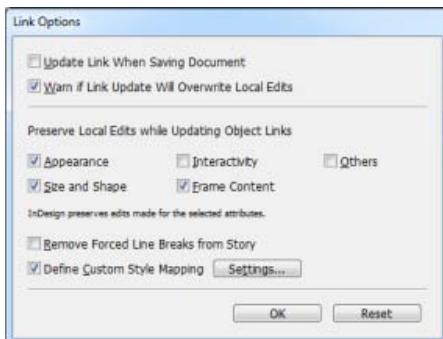 Link Options
Update Link When Saving Document
Warn if Link Update Will Overwrite Local Edits
Preserve Local Edits while Updating Object Links
Appearance Interactivity Others
Size and Shape Frame Content
InDesign preserves edits made for the selected attributes.
Remove Forced Line Breaks from Story
Define Custom Style Mapping Settings...
OK Reset